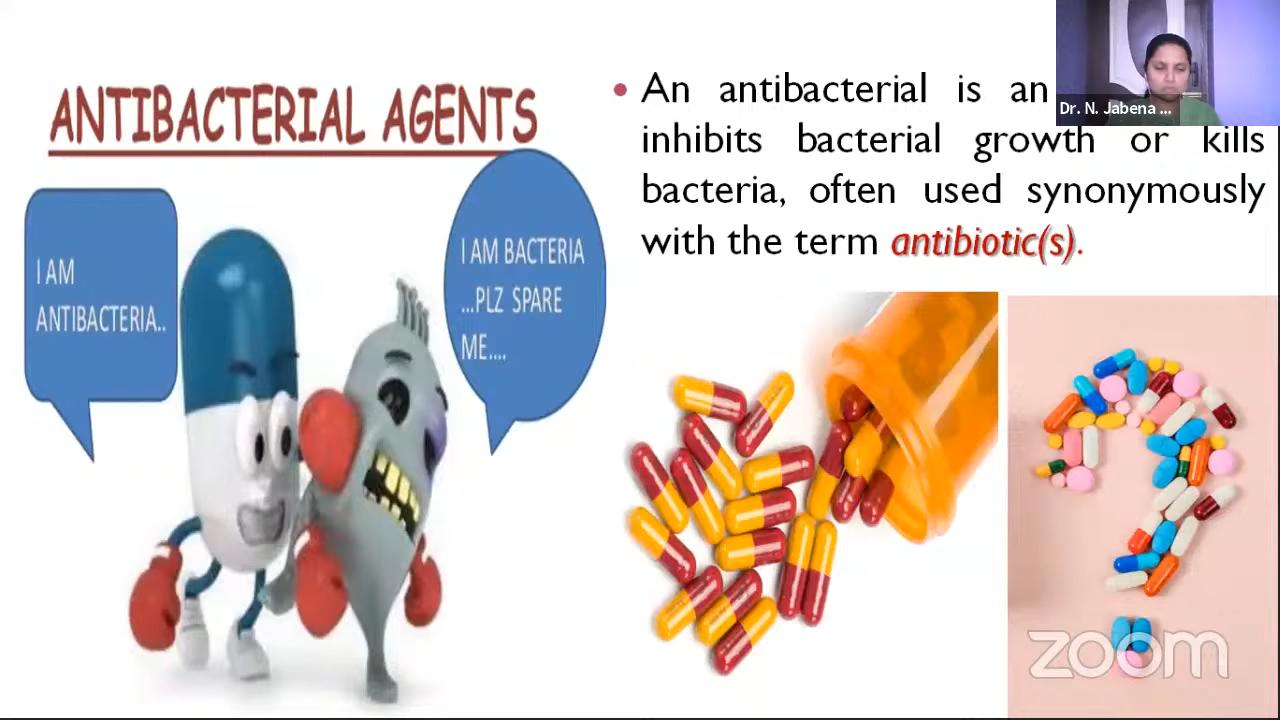 ANTIBACTERIAL AGENTS
I AM
ANTIBACTERIA..
I AM BACTERIA
...PLZ SPARE
ME....
• An antibacterial is an
inhibits bacterial growth or kills
bacteria, often used synonymously
with the term antibiotic(s).
Dr. N. Jabena ...
zoom